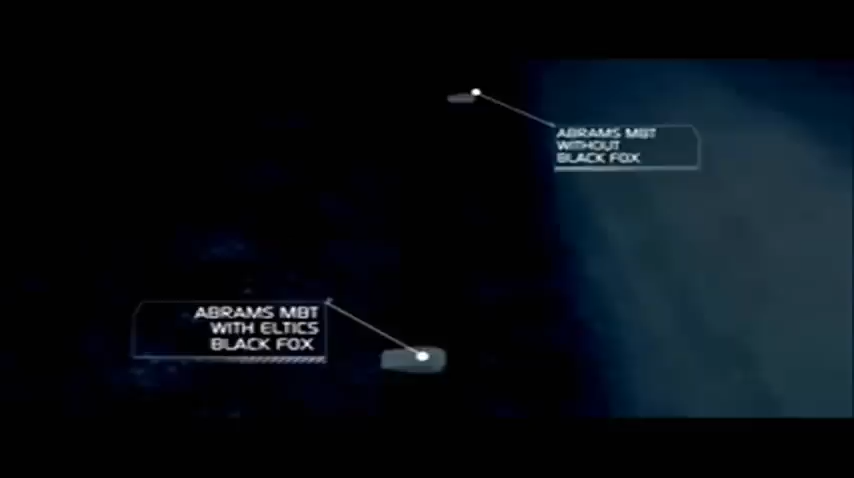 ABRAMS MBT
WITHOUT
BLACK FOX
ABRAMS MBT
WITH ELTICS
BLACK FOX